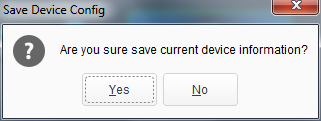 Save Device Config
Are you sure save current device information?
Yes
No